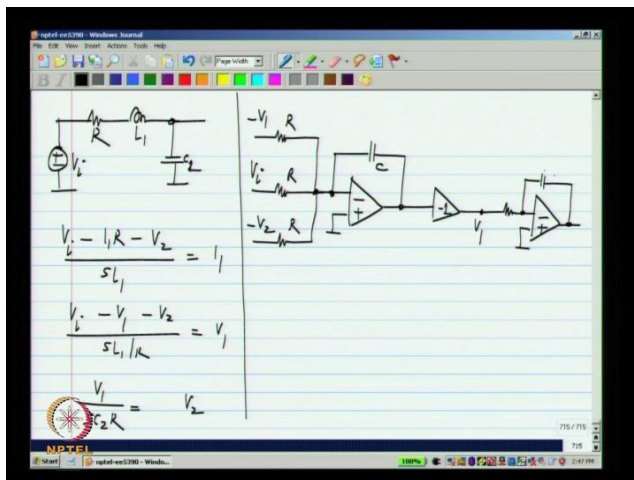 nptel-ee5390 - Windows Journal
File Edit View Insert Actions Tools Help
Page Width
B I
R
L1
Vi
C2
Vi - I1R - V2 / sL1 = I1
Vi - V1 - V2 / sL1/R = V1
V1 / C2R = V2
-V1 R
Vi R
-V2 R
C
-1
V1
NPTEL
715 / 715
715
Start
nptel-ee5390 - Windo...
100%
2:47 PM